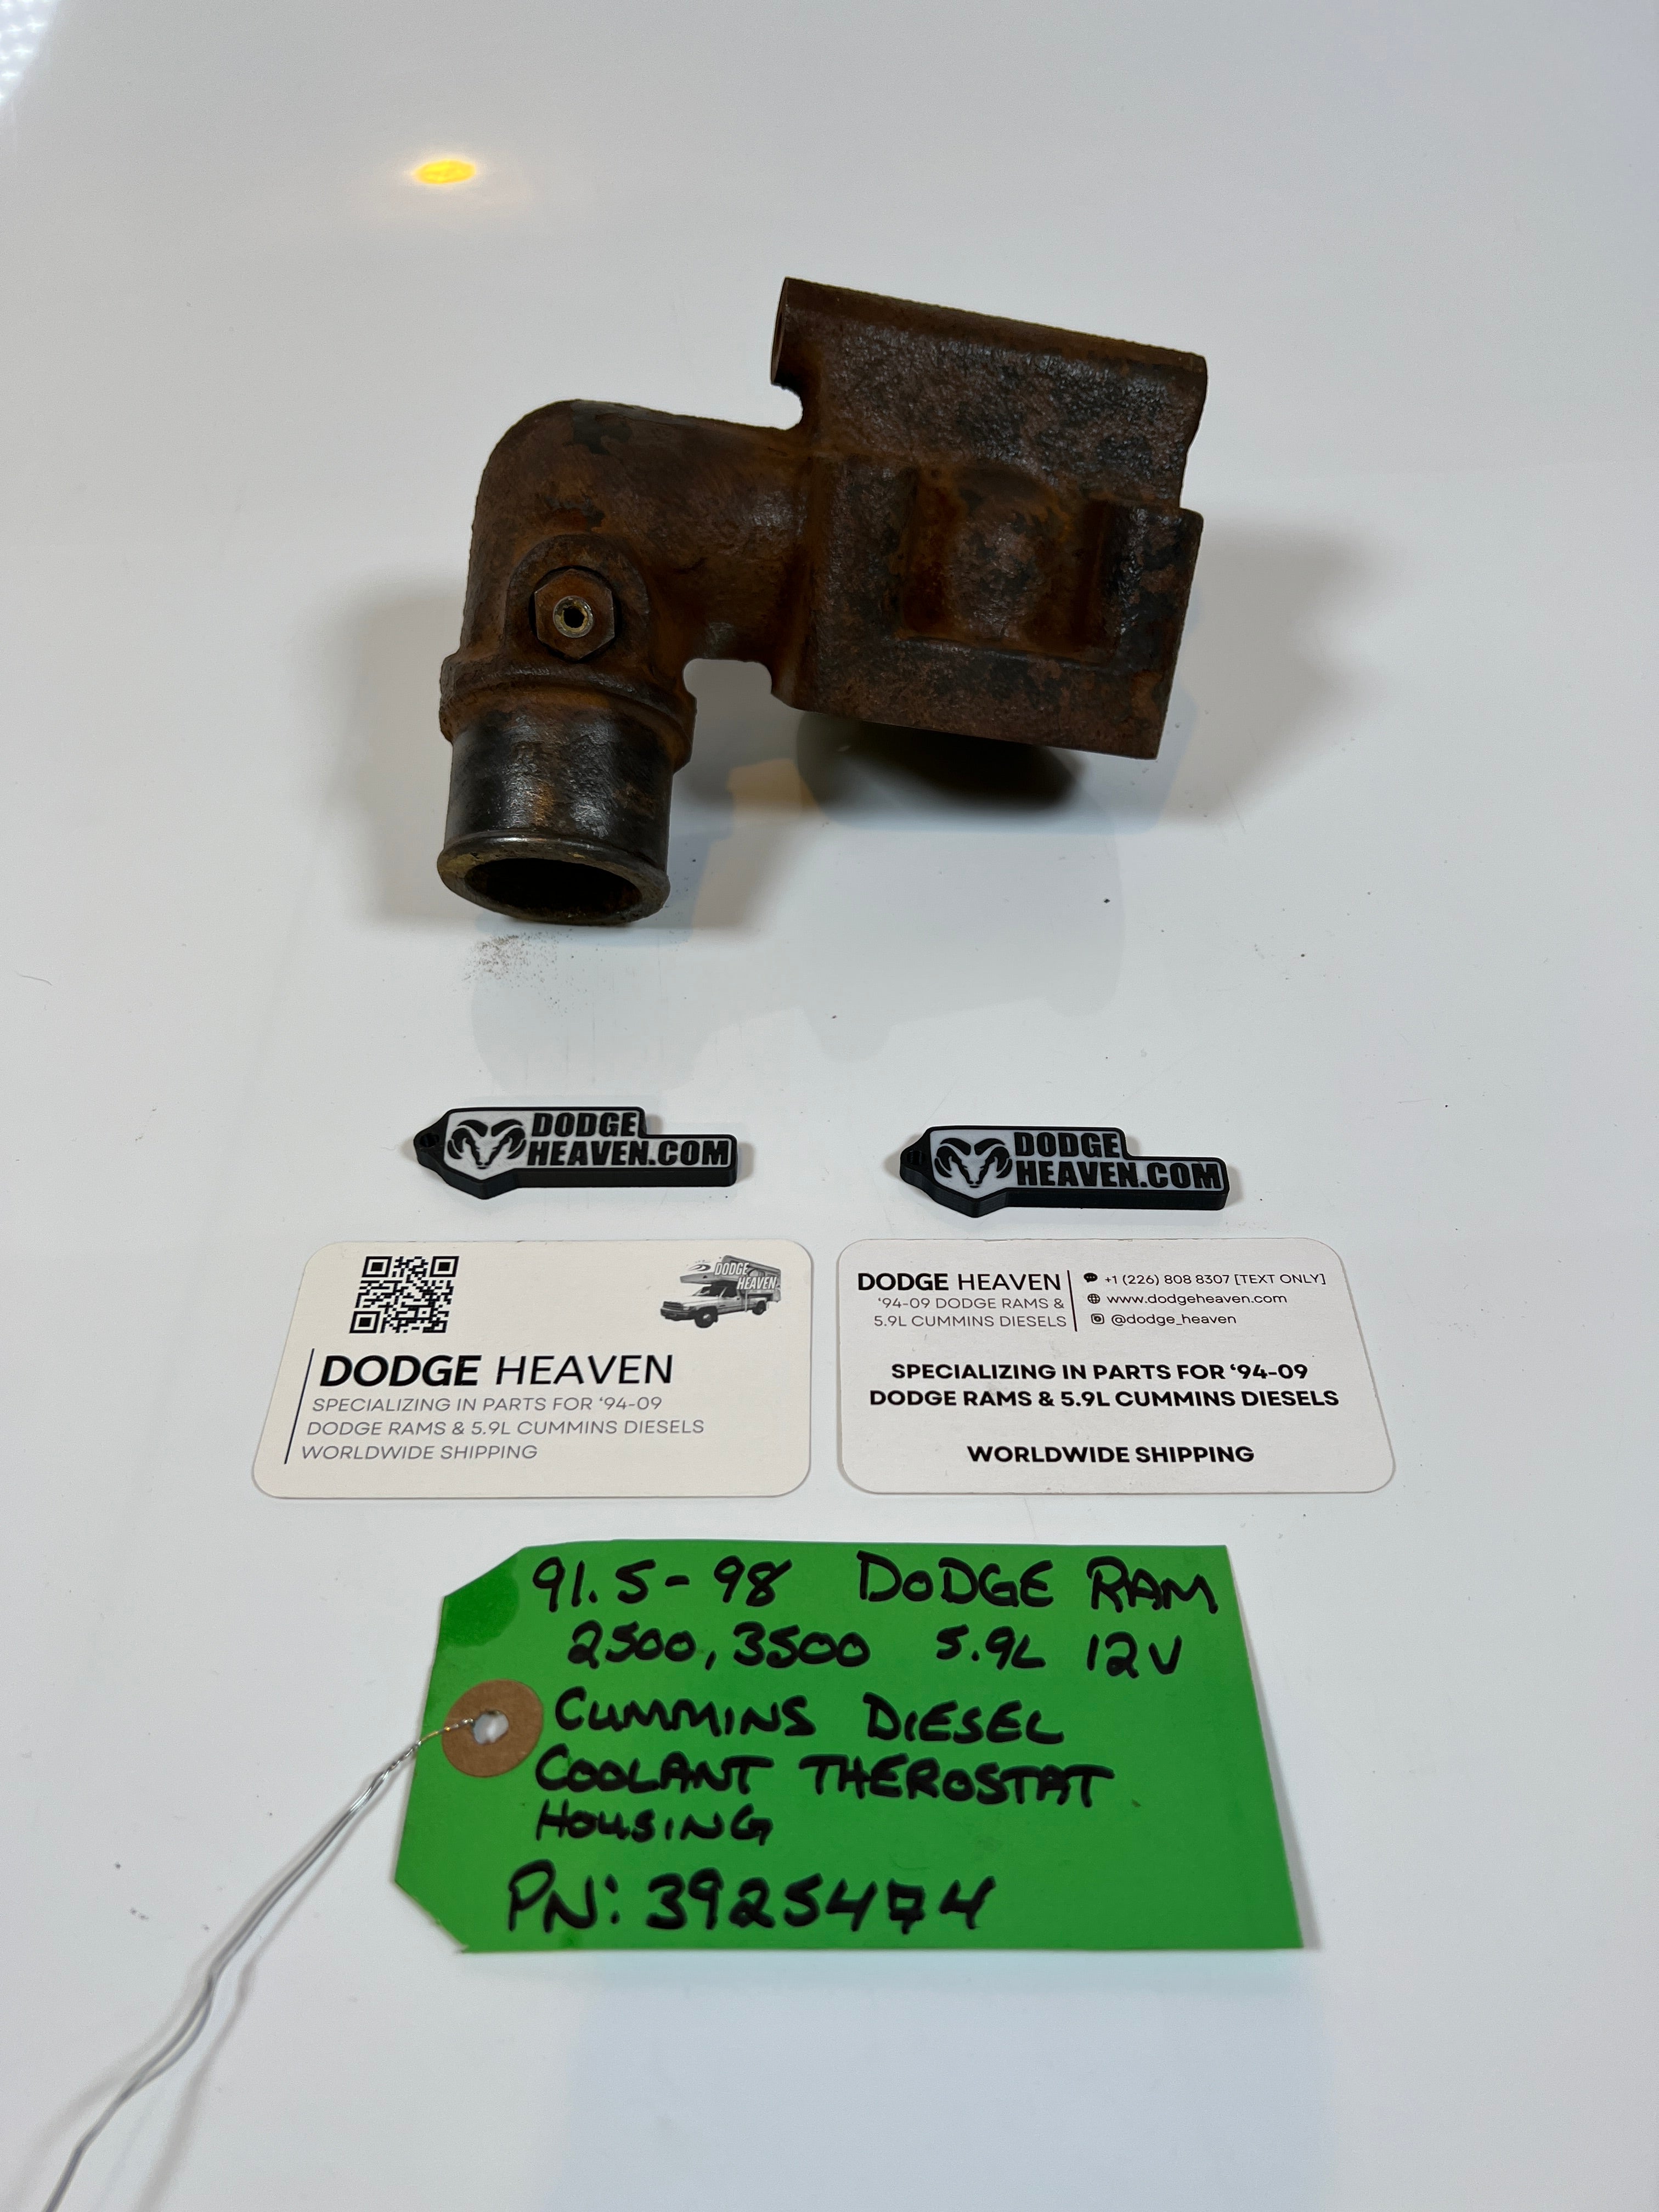 DODGE
HEAVEN.COM
DODGE
HEAVEN.COM
DODGE
HEAVEN
DODGE HEAVEN
SPECIALIZING IN PARTS FOR ‘94-09
DODGE RAMS & 5.9L CUMMINS DIESELS
WORLDWIDE SHIPPING
DODGE HEAVEN
‘94-09 DODGE RAMS &
5.9L CUMMINS DIESELS
+1 (226) 808 8307 [TEXT ONLY]
www.dodgeheaven.com
@dodge_heaven
SPECIALIZING IN PARTS FOR ‘94-09
DODGE RAMS & 5.9L CUMMINS DIESELS
WORLDWIDE SHIPPING
91.5-98 DODGE RAM
2500, 3500 5.9L 12V
CUMMINS DIESEL
COOLANT THEROSTAT
HOUSING
PN: 3925474